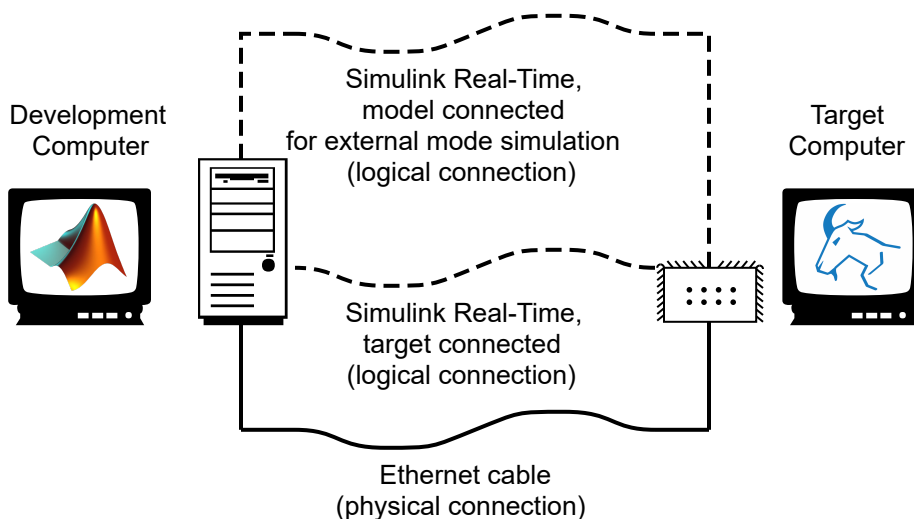 Development
Computer
Simulink Real-Time,
model connected
for external mode simulation
(logical connection)
Target
Computer
Simulink Real-Time,
target connected
(logical connection)
Ethernet cable
(physical connection)